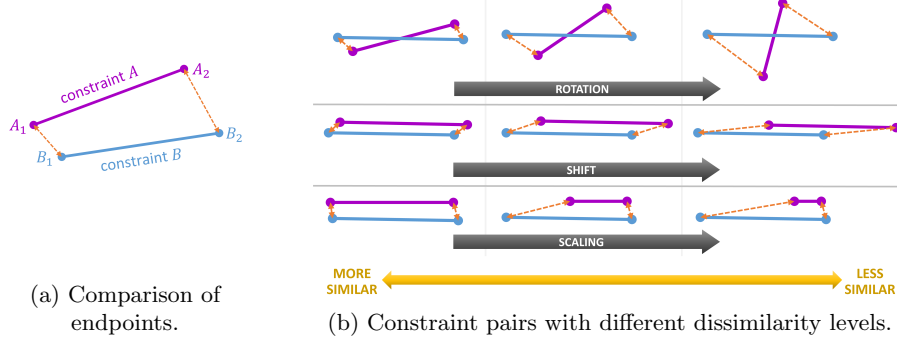 constraint A
A₁
A₂
B₁
B₂
constraint B
(a) Comparison of
endpoints.
ROTATION
SHIFT
SCALING
MORE
SIMILAR
LESS
SIMILAR
(b) Constraint pairs with different dissimilarity levels.